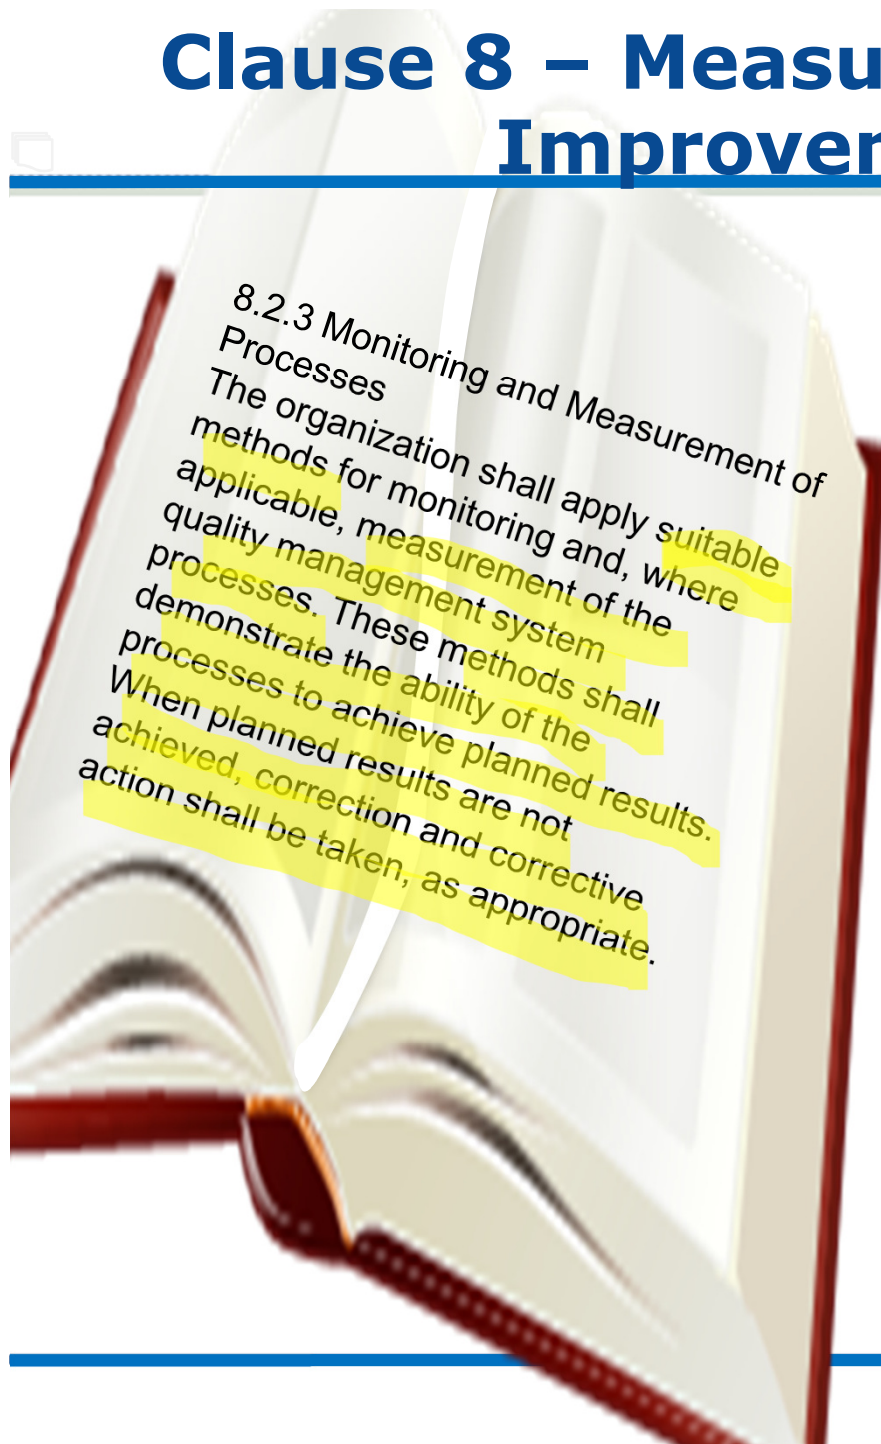 Clause 8 – Measu
Improver
8.2.3 Monitoring and Measurement of
Processes
The organization shall apply suitable
methods for monitoring and, where
applicable, measurement of the
quality management system
processes. These methods shall
demonstrate the ability of the
processes to achieve planned results.
When planned results are not
achieved, correction and corrective
action shall be taken, as appropriate.